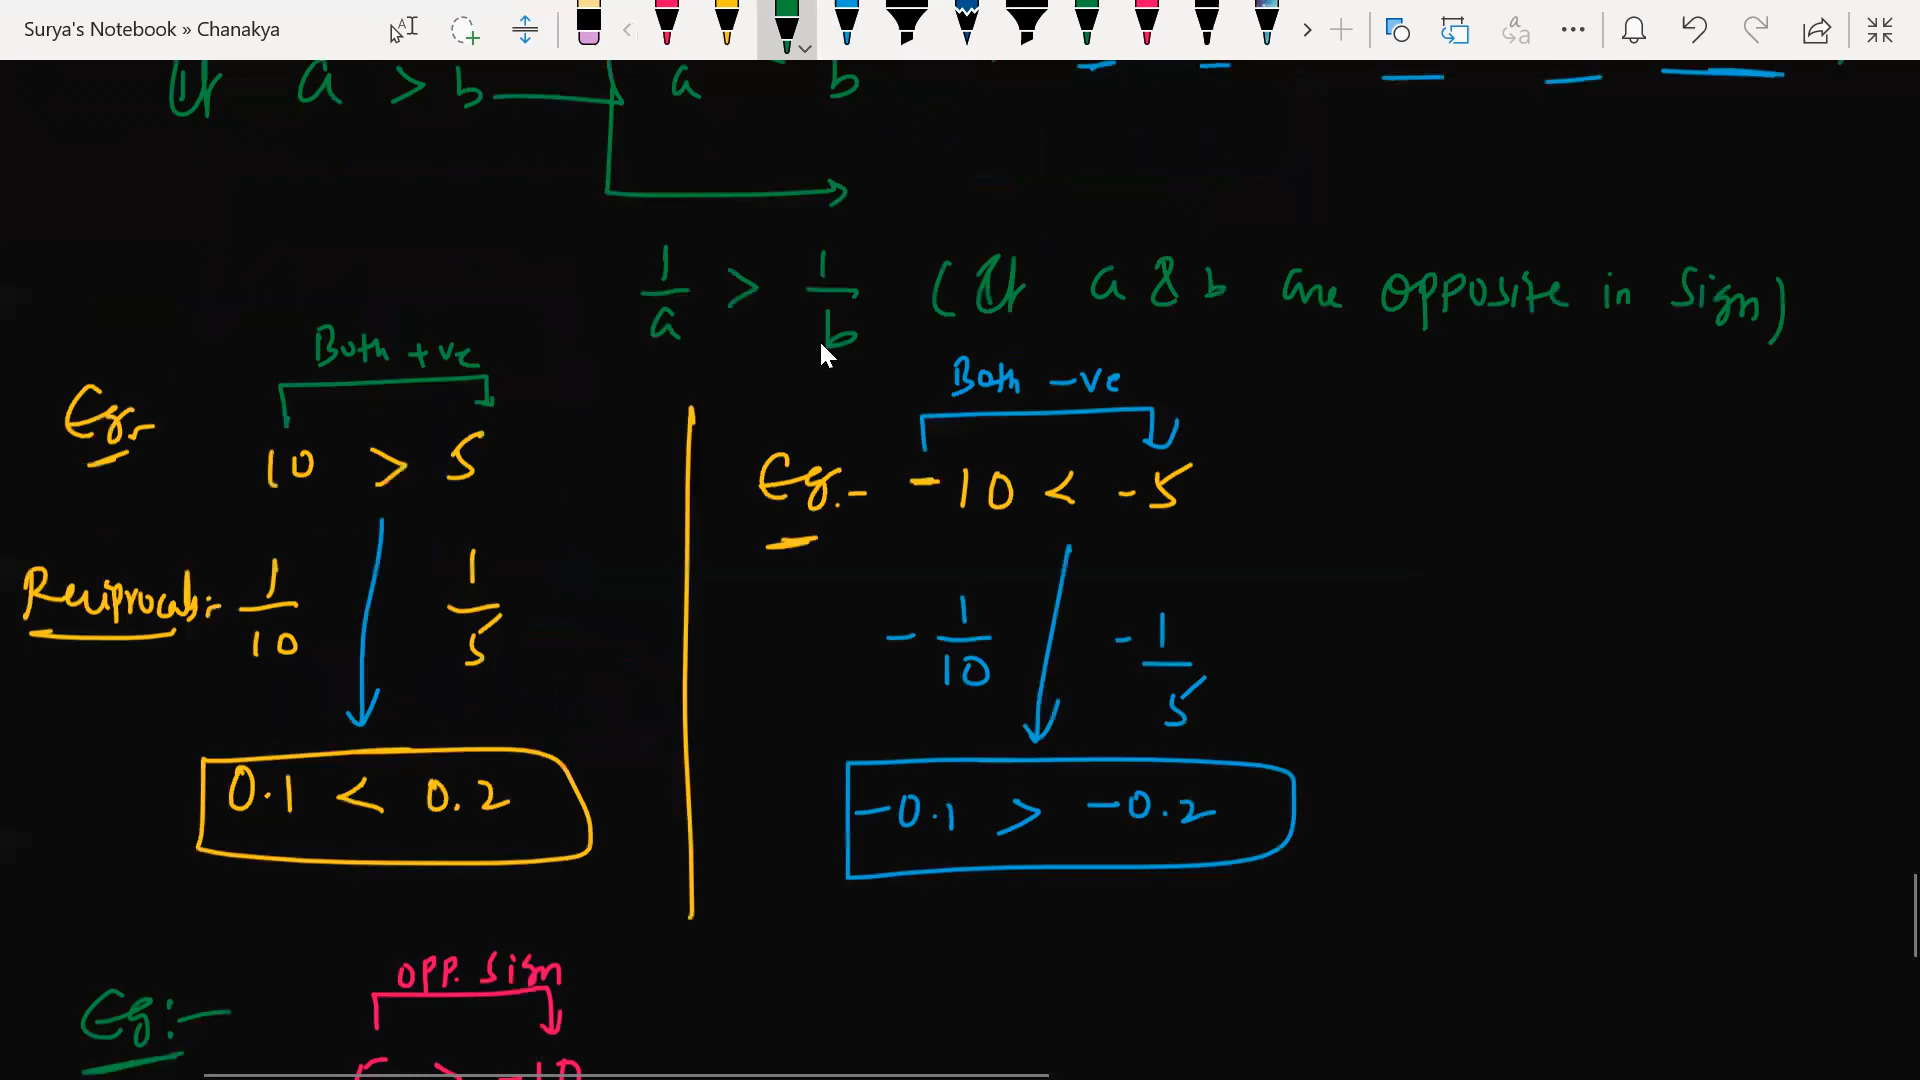 Surya's Notebook » Chanakya
If a > b a b
1/a > 1/b (If a & b are opposite in sign)
Both +ve
Both -ve
Eg.-
10 > 5
Eg.- -10 < -5
Reciprocals:- 1/10 1/5
-1/10 -1/5
0.1 < 0.2
-0.1 > -0.2
OPP. Sign
Eg:-